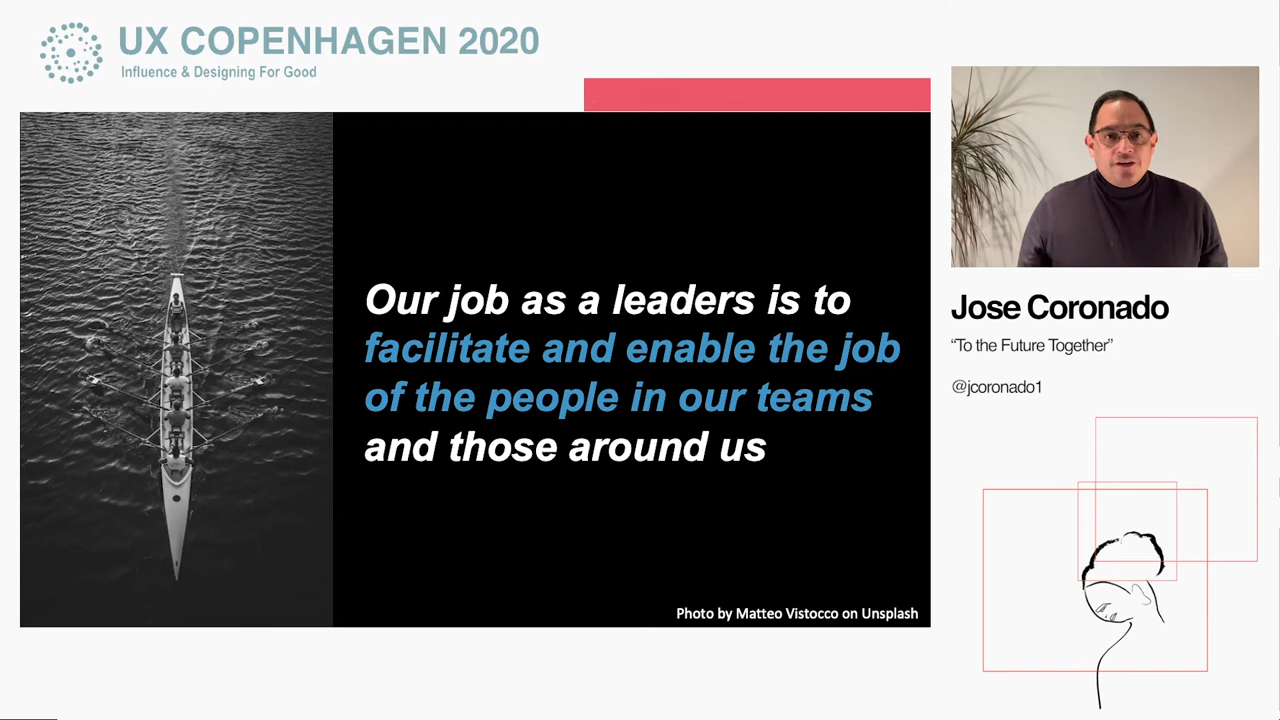 UX COPENHAGEN 2020
Influence & Designing For Good
Our job as a leaders is to
facilitate and enable the job
of the people in our teams
and those around us
Photo by Matteo Vistocco on Unsplash
Jose Coronado
“To the Future Together”
@jcoronado1